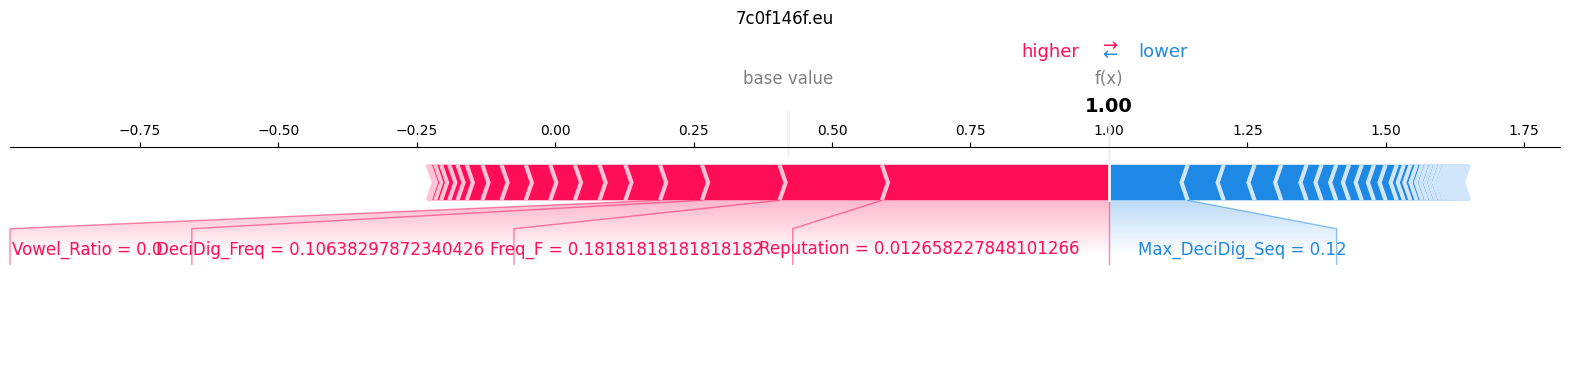 7c0f146f.eu
higher → ← lower
base value f(x)
1.00
−0.75 −0.50 −0.25 0.00 0.25 0.50 0.75 1.00 1.25 1.50 1.75
Vowel_Ratio = 0.0 DeciDig_Freq = 0.10638297872340426 Freq_F = 0.18181818181818182 Reputation = 0.012658227848101266 Max_DeciDig_Seq = 0.12